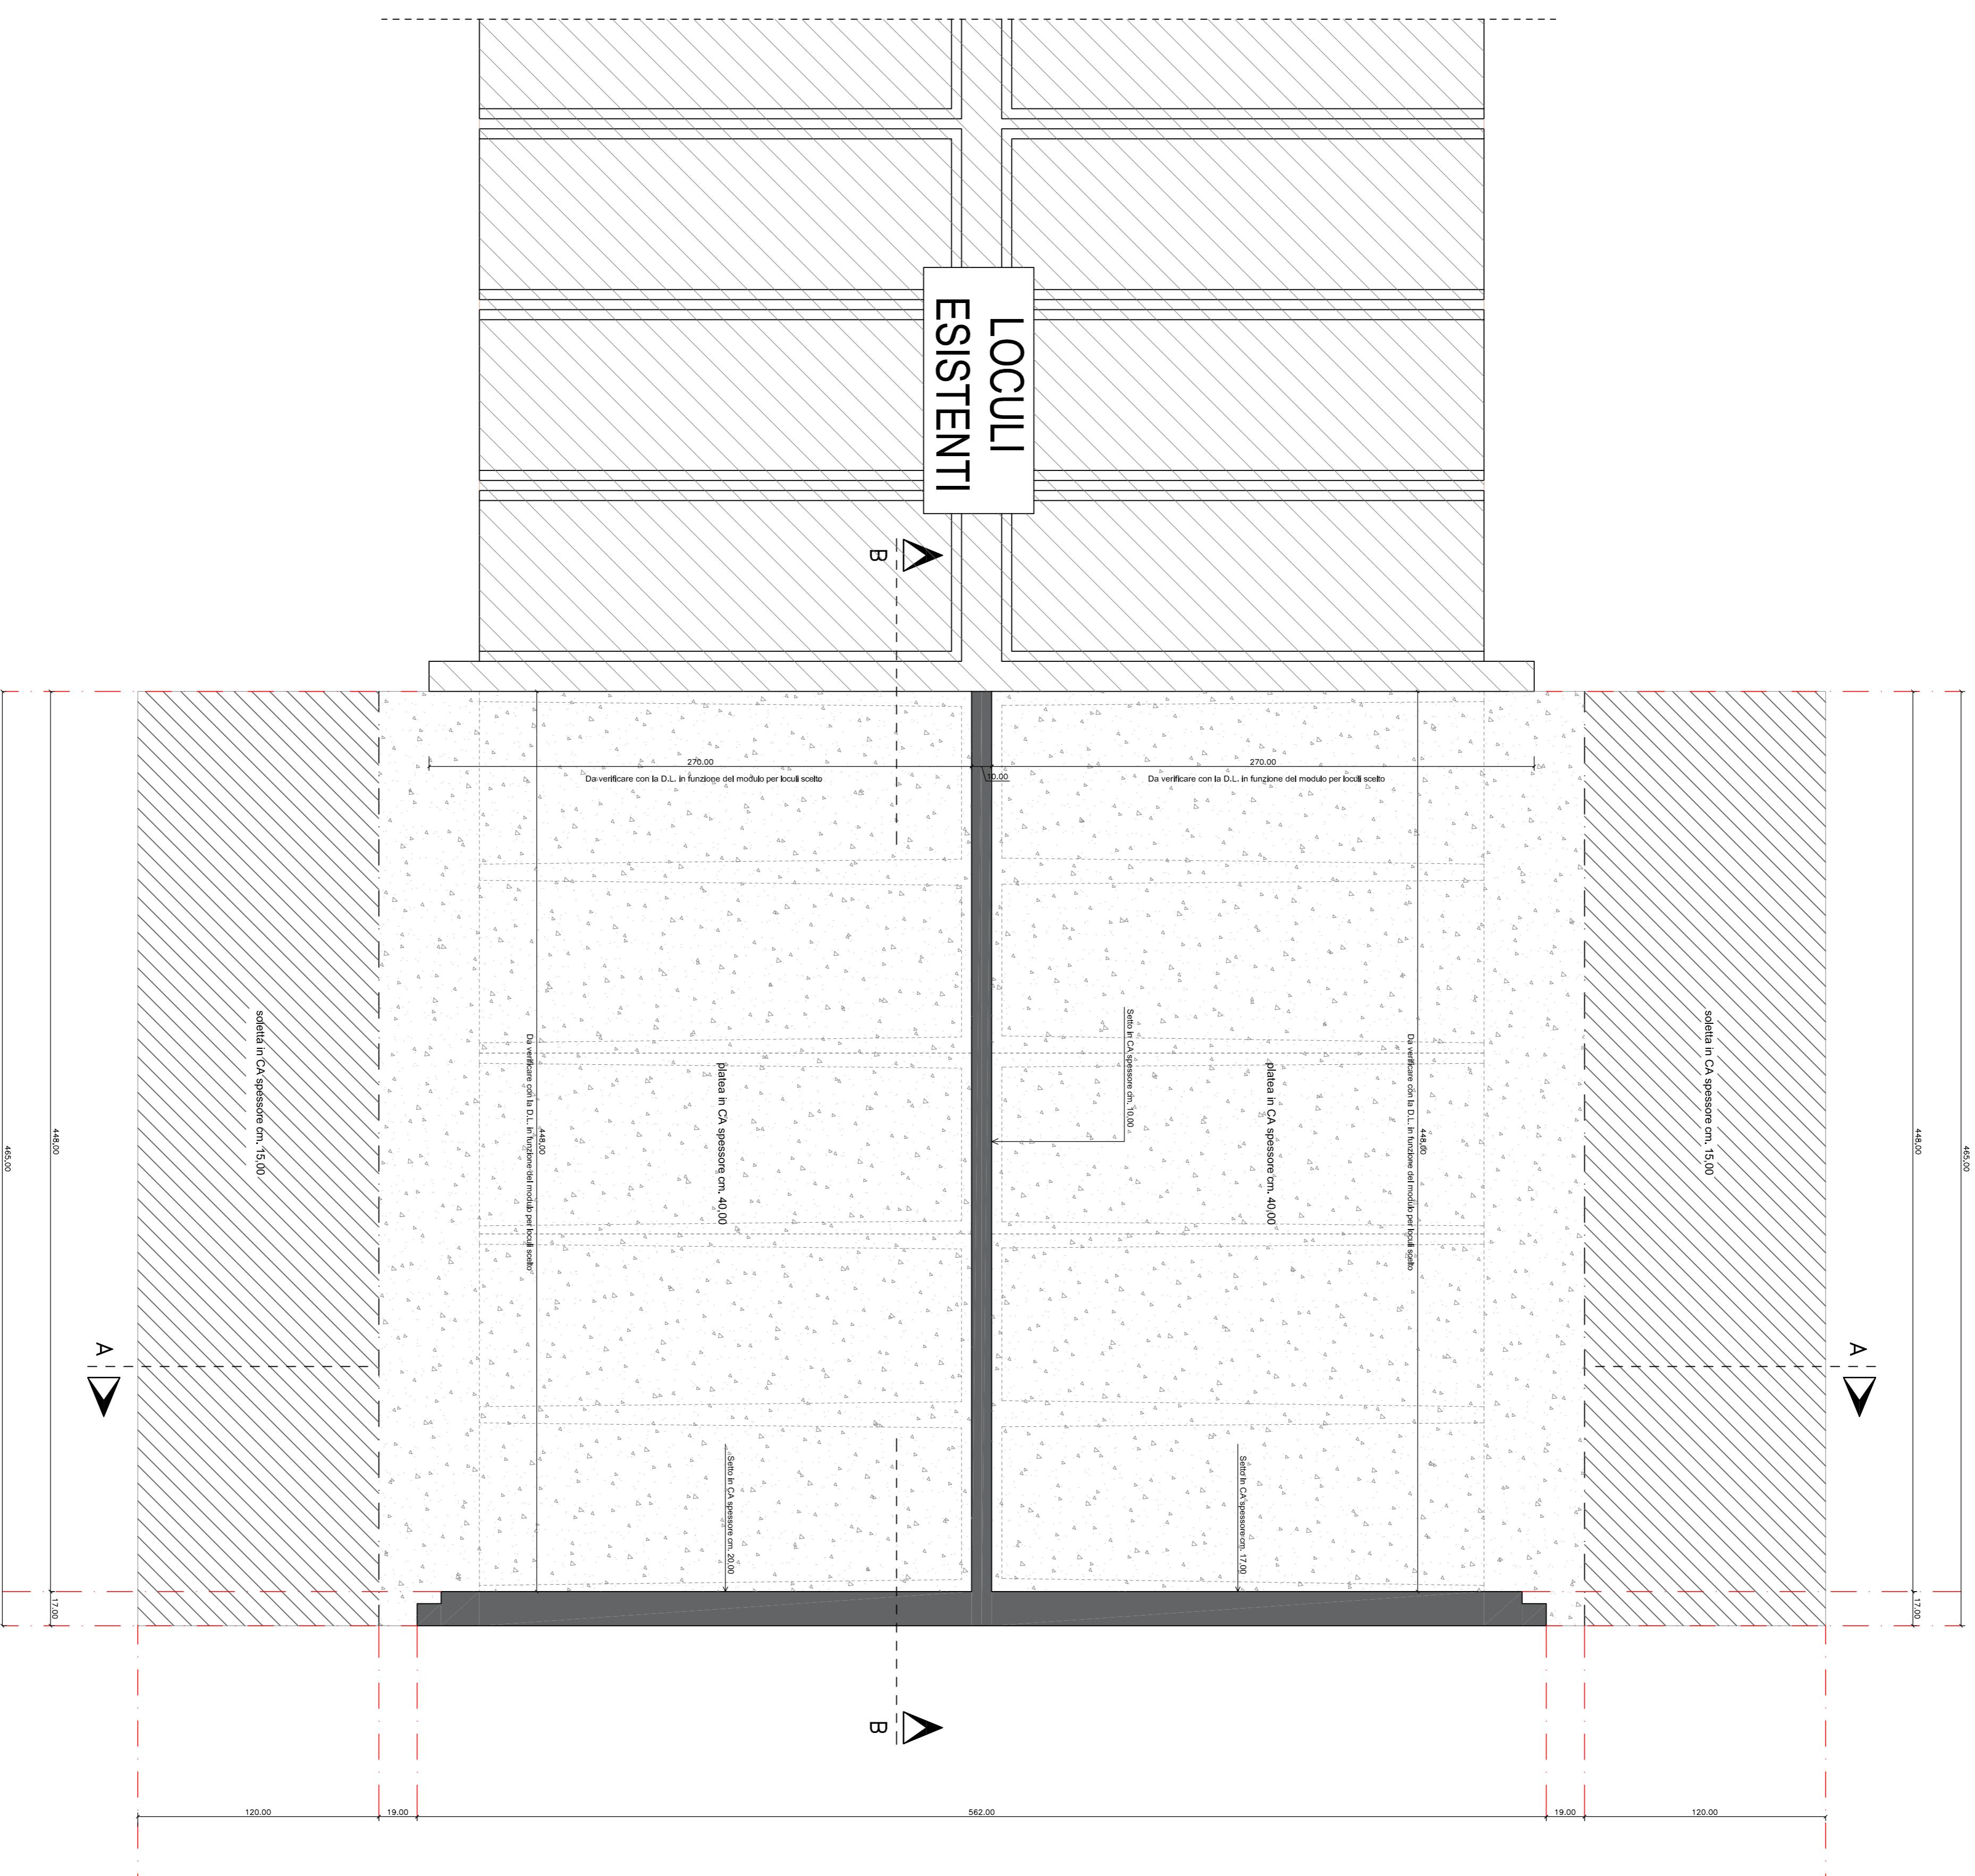 LOCULI
ESISTENTI
B
270.00
Da verificare con la D.L. in funzione del modulo per loculi scelto
10.00
270.00
Da verificare con la D.L. in funzione del modulo per loculi scelto
soletta in CA spessore cm. 15,00
Da verificare con la D.L. in funzione del modulo per loculi scelto
448,00
platea in CA spessore cm. 40,00
Setto in CA spessore cm. 10,00
platea in CA spessore cm. 40,00
Da verificare con la D.L. in funzione del modulo per loculi scelto
448,00
soletta in CA spessore cm. 15,00
465,00
448,00
448,00
465,00
A
A
Setto in CA spessore cm. 20,00
Setto in CA spessore cm. 17,00
17.00
17.00
B
120.00
19.00
562.00
19.00
120.00